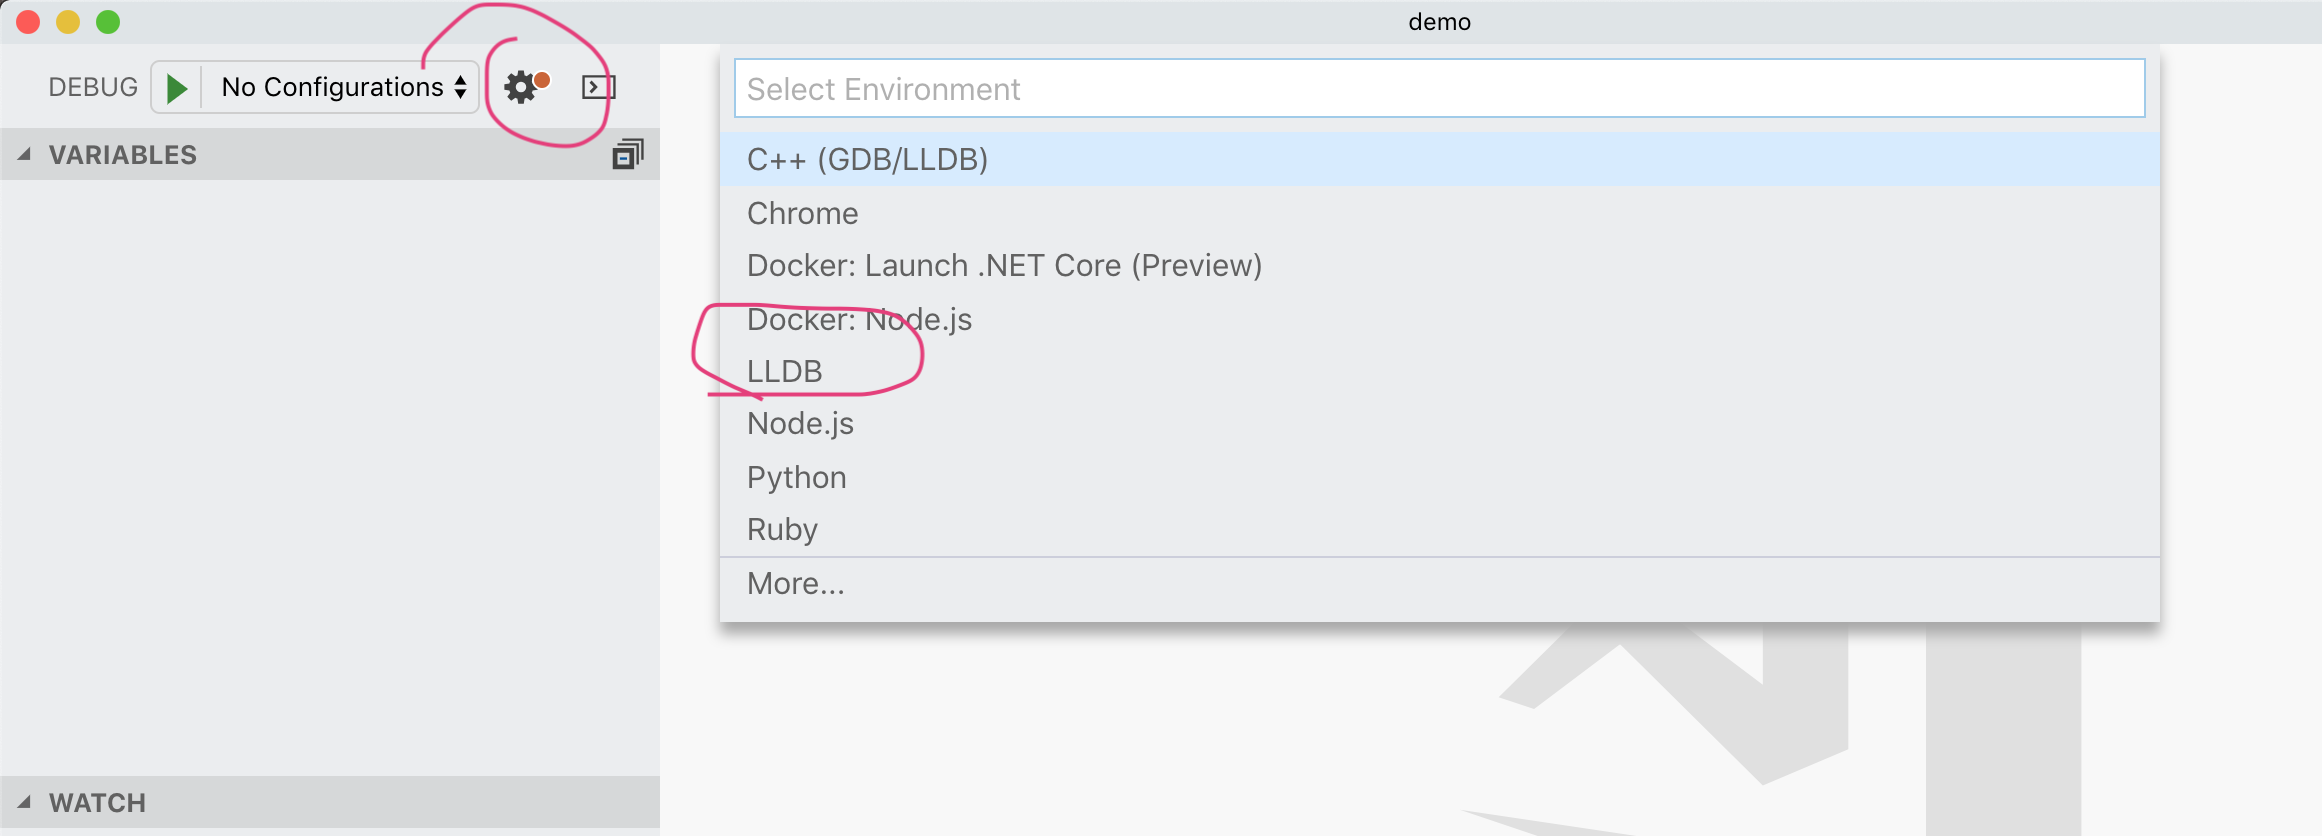 demo
DEBUG No Configurations
VARIABLES
WATCH
Select Environment
C++ (GDB/LLDB)
Chrome
Docker: Launch .NET Core (Preview)
Docker: Node.js
LLDB
Node.js
Python
Ruby
More...